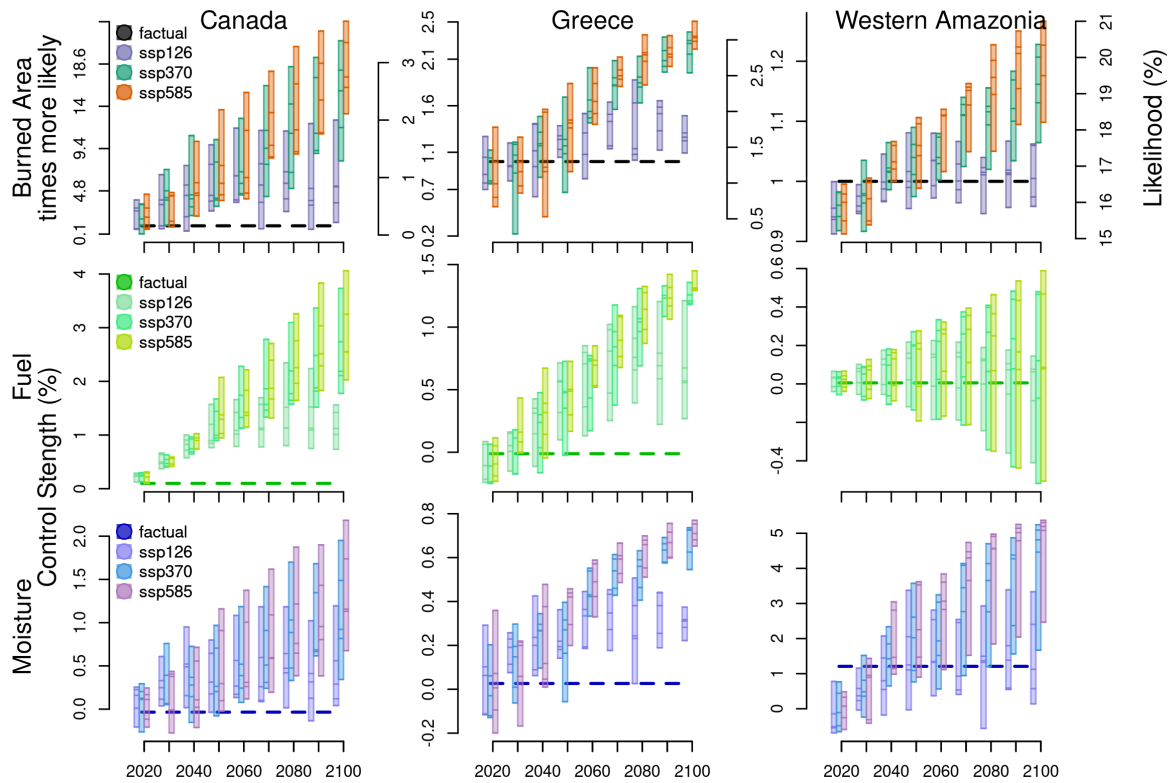 Canada
Greece
Western Amazonia
Burned Area
times more likely
0.1 4.8 9.4 14 18.6
factual
ssp126
ssp370
ssp585
0 1 2 3
0.2 0.7 1.1 1.6 2.1 2.5
0.5 1.5 2.5
0.9 1 1.1 1.2
15 16 17 18 19 20 21
Likelihood (%)
Fuel
Control Stength (%)
0 1 2 3 4
factual
ssp126
ssp370
ssp585
0.0 0.5 1.0 1.5
-0.4 0.0 0.2 0.4 0.6
Moisture
0.0 0.5 1.0 1.5 2.0
factual
ssp126
ssp370
ssp585
-0.2 0.0 0.2 0.4 0.6 0.8
0 1 2 3 4 5
2020 2040 2060 2080 2100
2020 2040 2060 2080 2100
2020 2040 2060 2080 2100